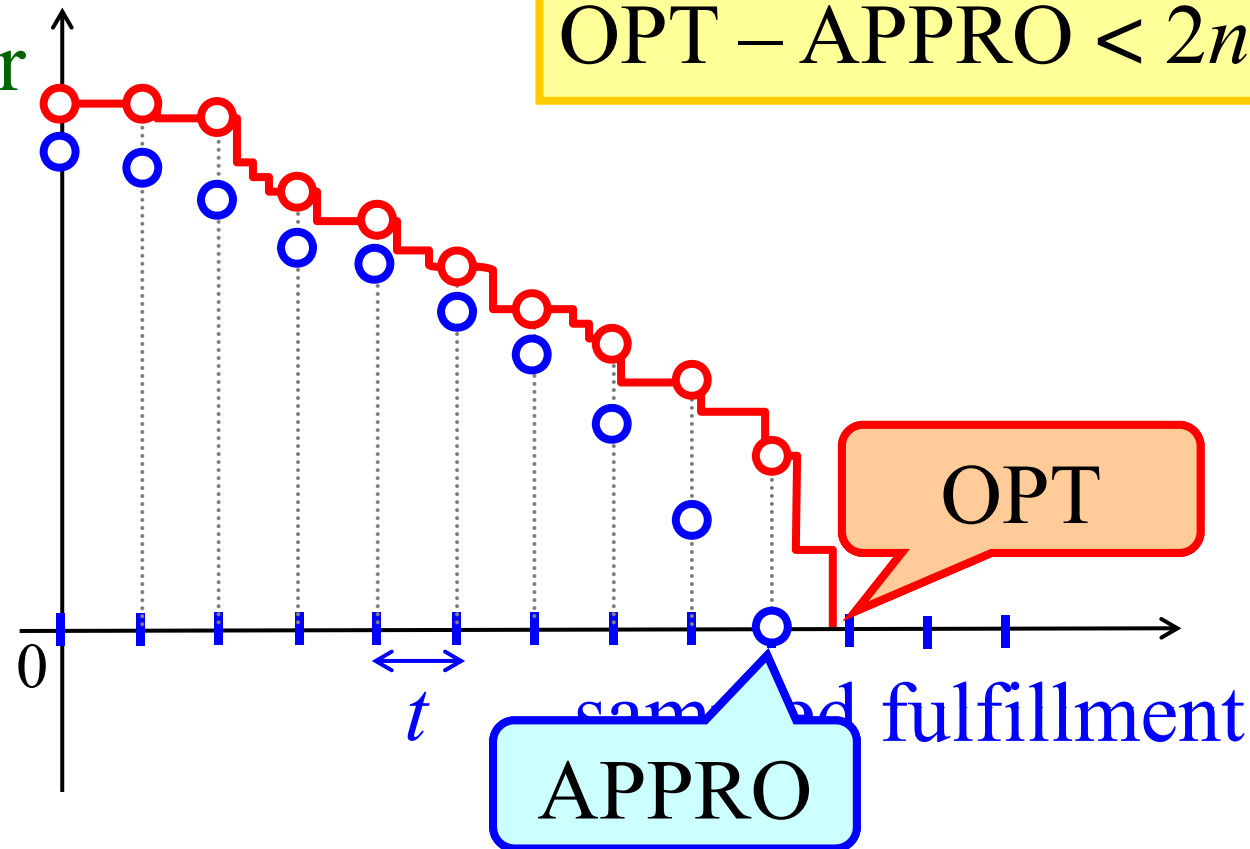 OPT – APPRO < 2n
r
OPT
0
t
fulfillment
APPRO